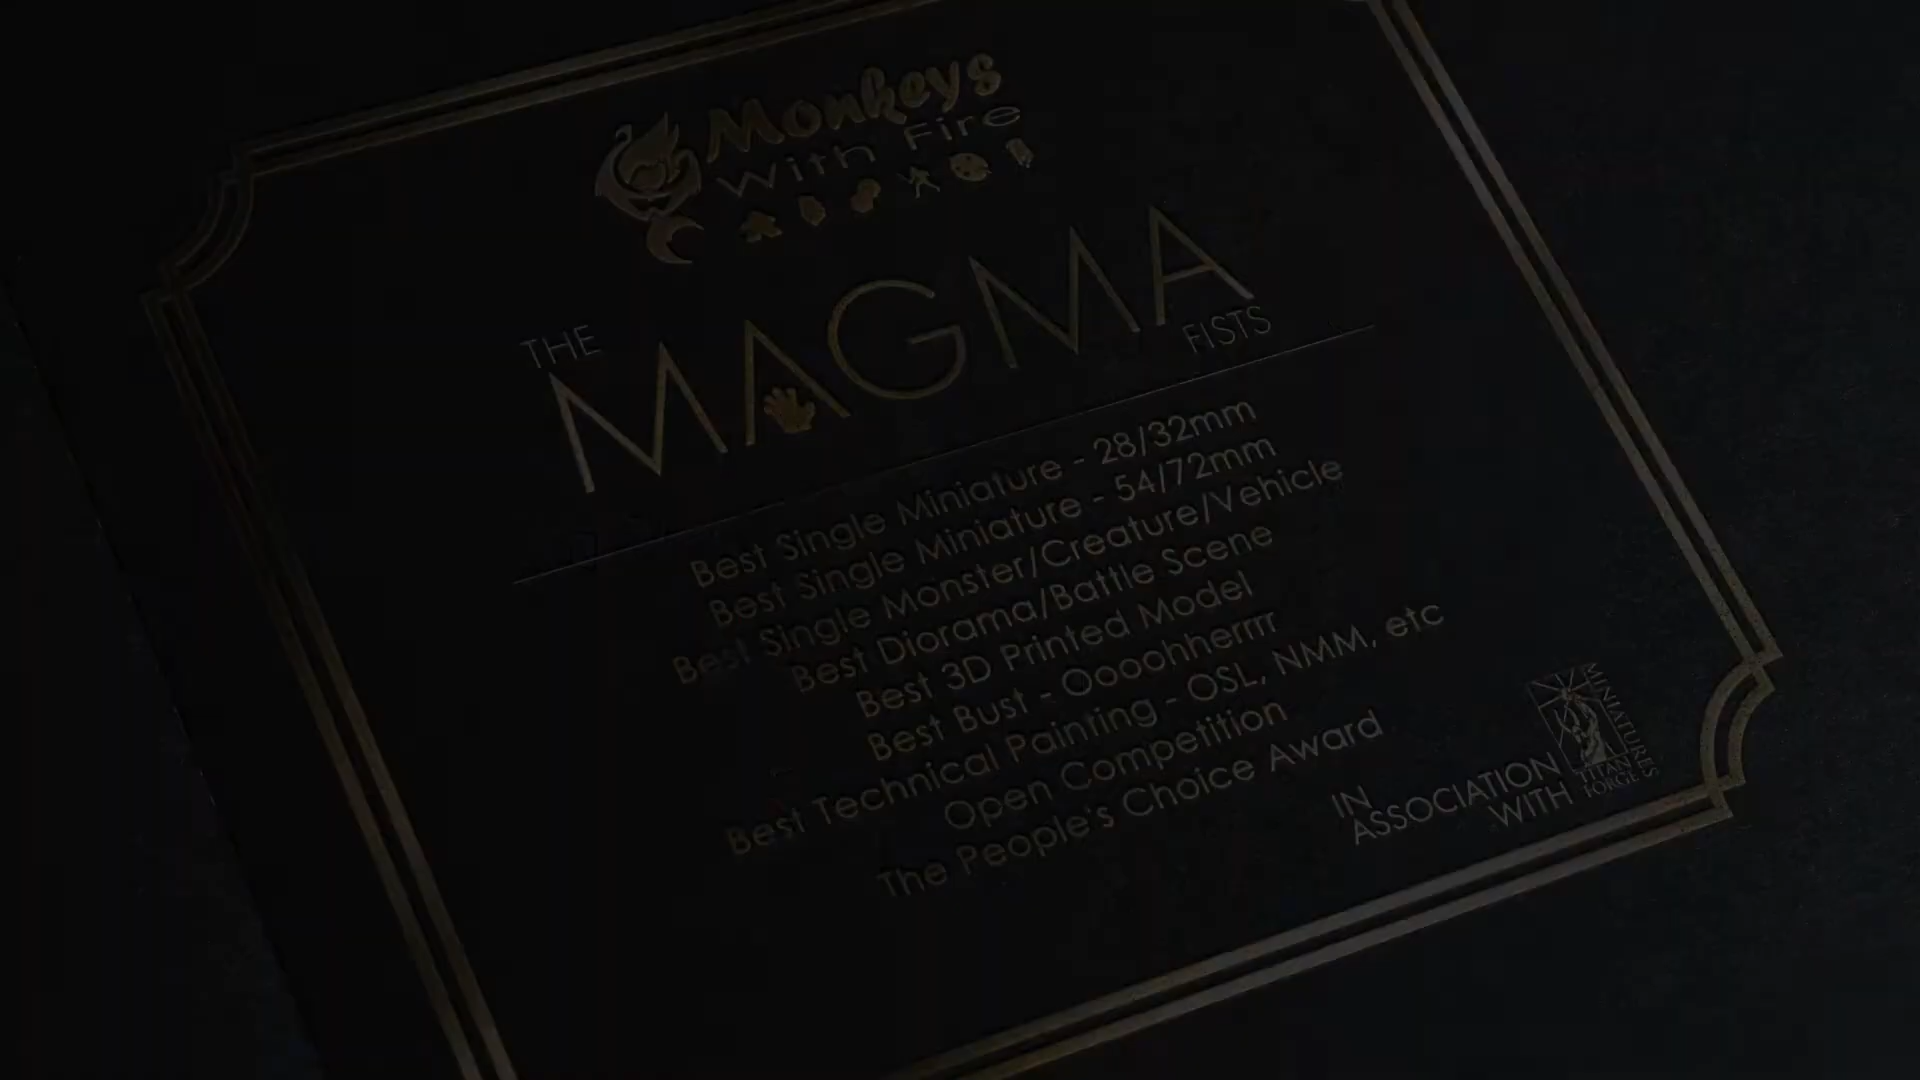 Monkeys
With Fire
THE
MAGMA
FISTS
Best Single Miniature - 28/32mm
Best Single Miniature - 54/72mm
Best Single Monster/Creature/Vehicle
Best Diorama/Battle Scene
Best 3D Printed Model
Best Bust - Oooohherrrr
Best Technical Painting - OSL, NMM, etc
Open Competition
The People's Choice Award
IN
ASSOCIATION
WITH
TITAN
FORGE
MINIATURES